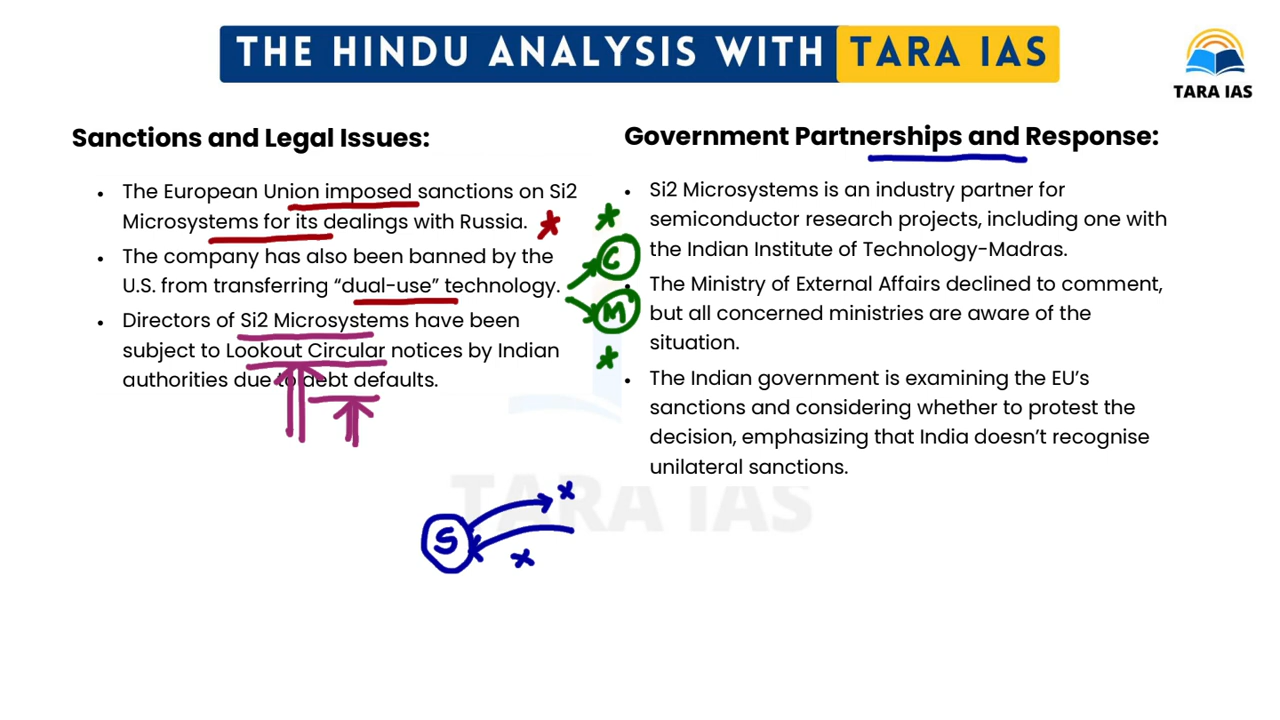 THE HINDU ANALYSIS WITH TARA IAS
TARA IAS
Sanctions and Legal Issues:
• The European Union imposed sanctions on Si2
Microsystems for its dealings with Russia.
• The company has also been banned by the
U.S. from transferring “dual-use” technology.
• Directors of Si2 Microsystems have been
subject to Lookout Circular notices by Indian
authorities due to debt defaults.
Government Partnerships and Response:
• Si2 Microsystems is an industry partner for
semiconductor research projects, including one with
the Indian Institute of Technology-Madras.
• The Ministry of External Affairs declined to comment,
but all concerned ministries are aware of the
situation.
• The Indian government is examining the EU’s
sanctions and considering whether to protest the
decision, emphasizing that India doesn’t recognise
unilateral sanctions.
C
M
TARA IAS
S